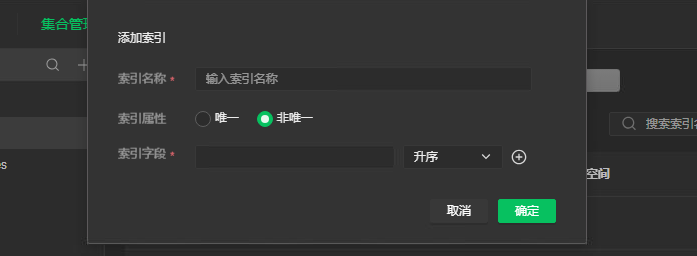 集合管理
添加索引
索引名称 *
输入索引名称
索引属性
唯一
非唯一
搜索索引名
索引字段 *
升序
es
空间
取消
确定